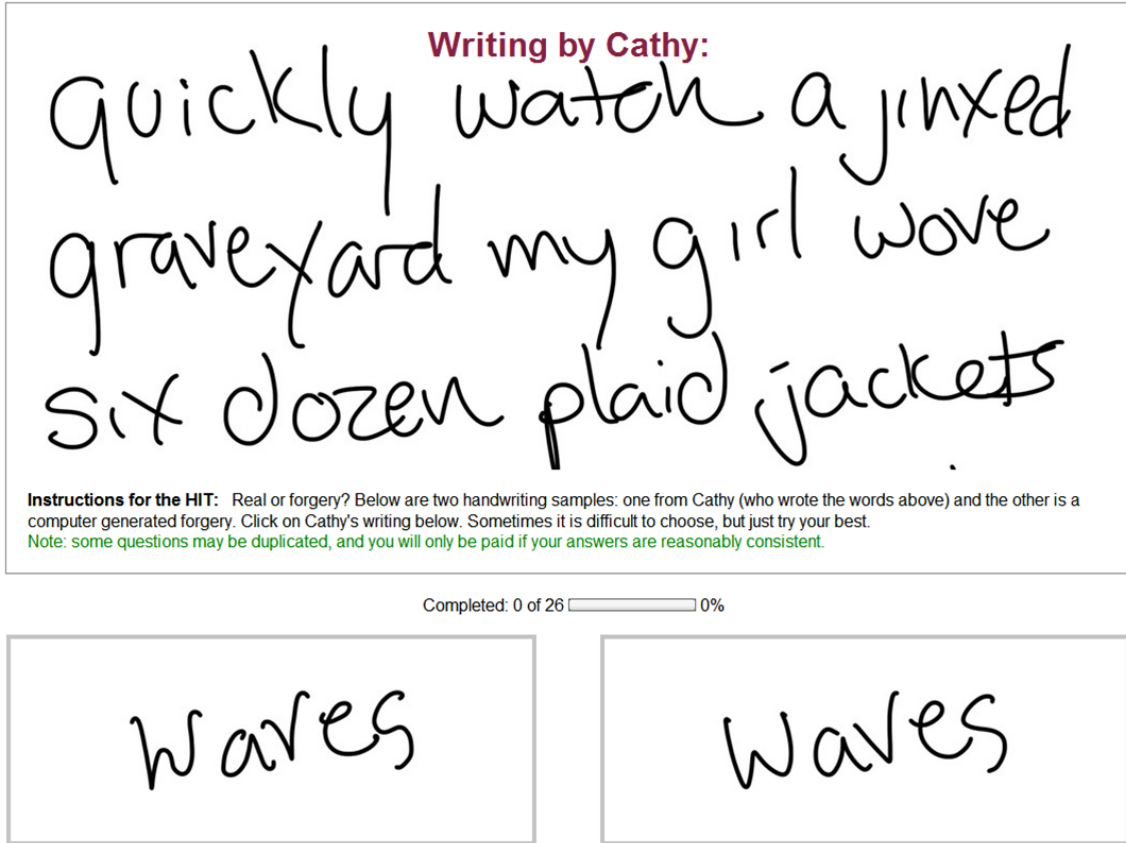 Writing by Cathy:
quickly watch a jinxed
graveyard my girl wove
six dozen plaid jackets
Instructions for the HIT: Real or forgery? Below are two handwriting samples: one from Cathy (who wrote the words above) and the other is a
computer generated forgery. Click on Cathy's writing below. Sometimes it is difficult to choose, but just try your best.
Note: some questions may be duplicated, and you will only be paid if your answers are reasonably consistent.
Completed: 0 of 26 0%
waves
waves